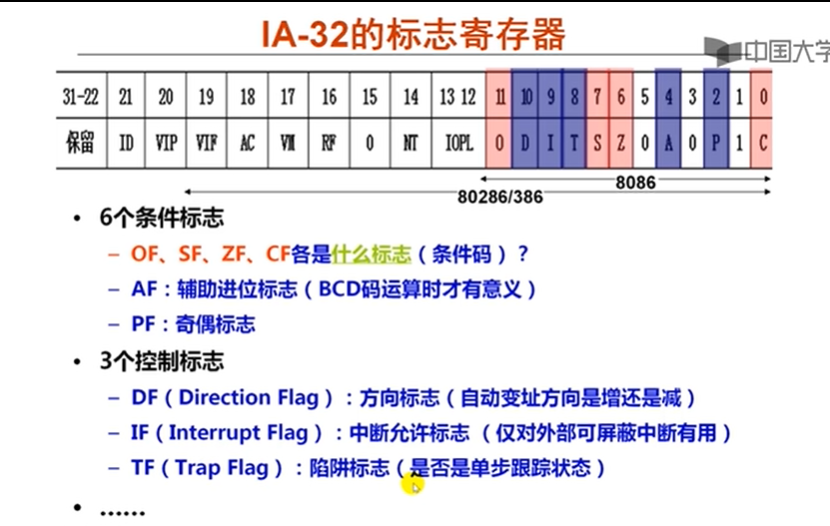 IA-32的标志寄存器
中国大学
31-22 21 20 19 18 17 16 15 14 13 12 11 10 9 8 7 6 5 4 3 2 1 0
保留 ID VIP VIF AC VM RF 0 NT IOPL O D I T S Z 0 A 0 P 1 C
8086
80286/386
• 6个条件标志
– OF、SF、ZF、CF各是什么标志（条件码）？
– AF：辅助进位标志（BCD码运算时才有意义）
– PF：奇偶标志
• 3个控制标志
– DF（Direction Flag）：方向标志（自动变址方向是增还是减）
– IF（Interrupt Flag）：中断允许标志 （仅对外部可屏蔽中断有用）
– TF（Trap Flag）：陷阱标志（是否是单步跟踪状态）
• ……